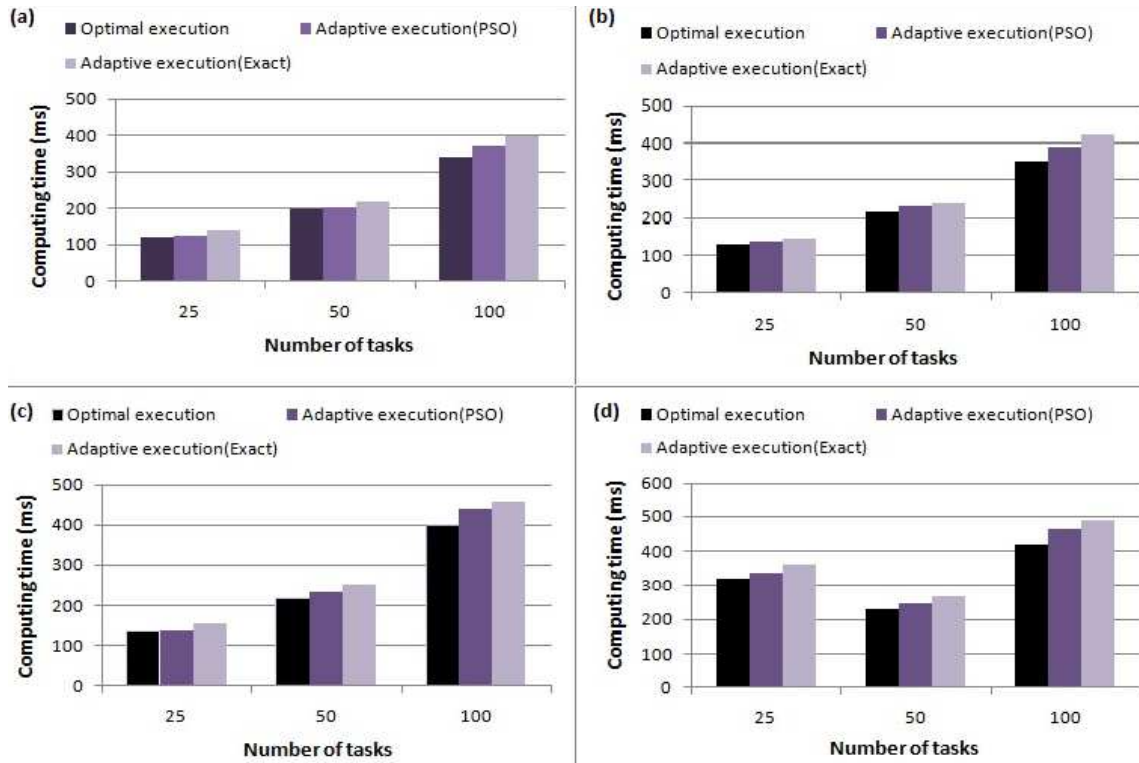 (a)
Optimal execution
Adaptive execution(PSO)
Adaptive execution(Exact)
Computing time (ms)
500
400
300
200
100
0
25
50
100
Number of tasks
(b)
Optimal execution
Adaptive execution(PSO)
Adaptive execution(Exact)
Computing time (ms)
500
400
300
200
100
0
25
50
100
Number of tasks
(c)
Optimal execution
Adaptive execution(PSO)
Adaptive execution(Exact)
Computing time (ms)
500
400
300
200
100
0
25
50
100
Number of tasks
(d)
Optimal execution
Adaptive execution(PSO)
Adaptive execution(Exact)
Computing time (ms)
600
500
400
300
200
100
0
25
50
100
Number of tasks